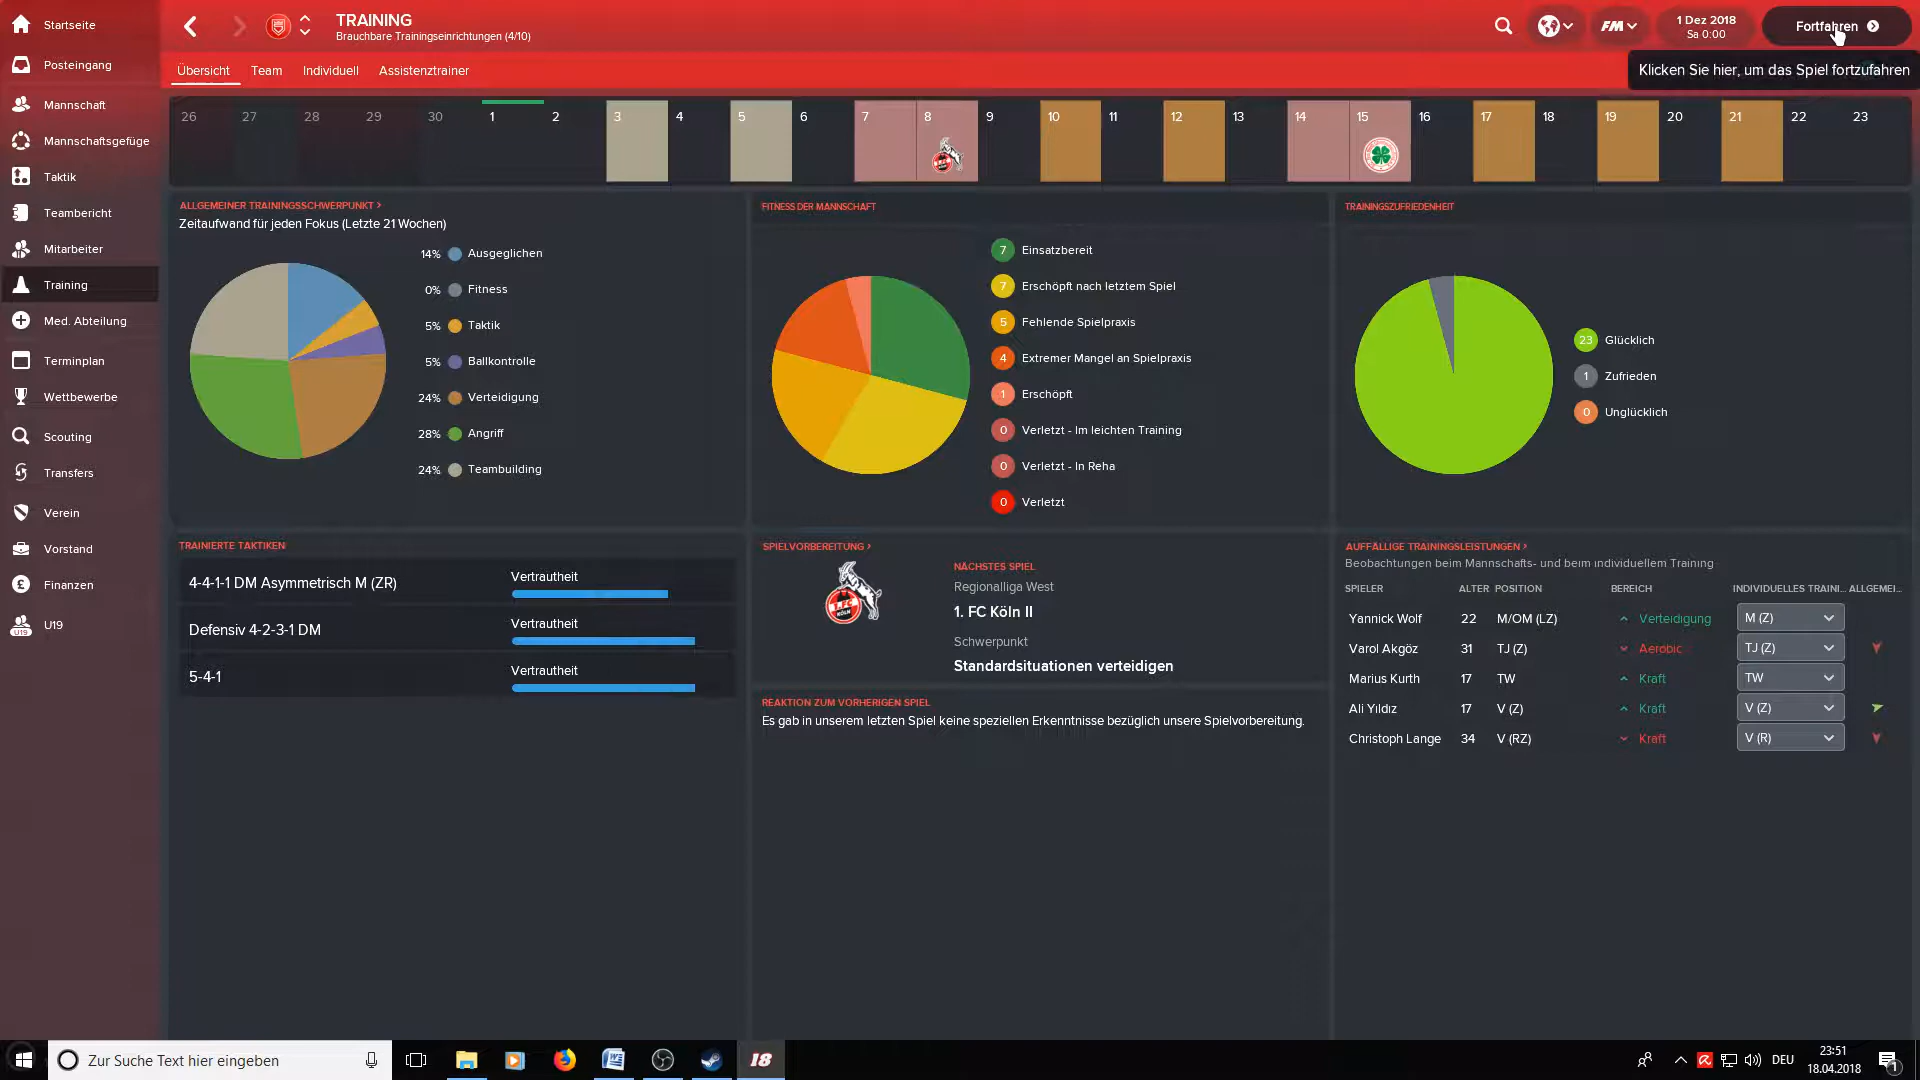 Startseite
Posteingang
Mannschaft
Mannschaftsgefüge
Taktik
Teambericht
Mitarbeiter
Training
Med. Abteilung
Terminplan
Wettbewerbe
Scouting
Transfers
Verein
Vorstand
Finanzen
U19
U19
TRAINING
Brauchbare Trainingseinrichtungen (4/10)
FM
1 Dez 2018
Sa 0:00
Fortfahren
Klicken Sie hier, um das Spiel fortzufahren
Übersicht Team Individuell Assistenztrainer
26 27 28 29 30 1 2 3 4 5 6 7 8 9 10 11 12 13 14 15 16 17 18 19 20 21 22 23
ALLGEMEINER TRAININGSSCHWERPUNKT >
Zeitaufwand für jeden Fokus (Letzte 21 Wochen)
14% Ausgeglichen
0% Fitness
5% Taktik
5% Ballkontrolle
24% Verteidigung
28% Angriff
24% Teambuilding
FITNESS DER MANNSCHAFT
7 Einsatzbereit
7 Erschöpft nach letztem Spiel
5 Fehlende Spielpraxis
4 Extremer Mangel an Spielpraxis
1 Erschöpft
0 Verletzt - Im leichten Training
0 Verletzt - In Reha
0 Verletzt
TRAININGSZUFRIEDENHEIT
23 Glücklich
1 Zufrieden
0 Unglücklich
TRAINIERTE TAKTIKEN
4-4-1-1 DM Asymmetrisch M (ZR) Vertrautheit
Defensiv 4-2-3-1 DM Vertrautheit
5-4-1 Vertrautheit
SPIELVORBEREITUNG >
1.FC
KÖLN
NÄCHSTES SPIEL
Regionalliga West
1. FC Köln II
Schwerpunkt
Standardsituationen verteidigen
REAKTION ZUM VORHERIGEN SPIEL
Es gab in unserem letzten Spiel keine speziellen Erkenntnisse bezüglich unsere Spielvorbereitung.
AUFFÄLLIGE TRAININGSLEISTUNGEN >
Beobachtungen beim Mannschafts- und beim individuellem Training
SPIELER ALTER POSITION BEREICH INDIVIDUELLES TRAINI... ALLGEMEI...
Yannick Wolf 22 M/OM (LZ) Verteidigung M (Z)
Varol Akgöz 31 TJ (Z) Aerobic TJ (Z)
Marius Kurth 17 TW Kraft TW
Ali Yıldız 17 V (Z) Kraft V (Z)
Christoph Lange 34 V (RZ) Kraft V (R)
Zur Suche Text hier eingeben
18
DEU
23:51
18.04.2018
1